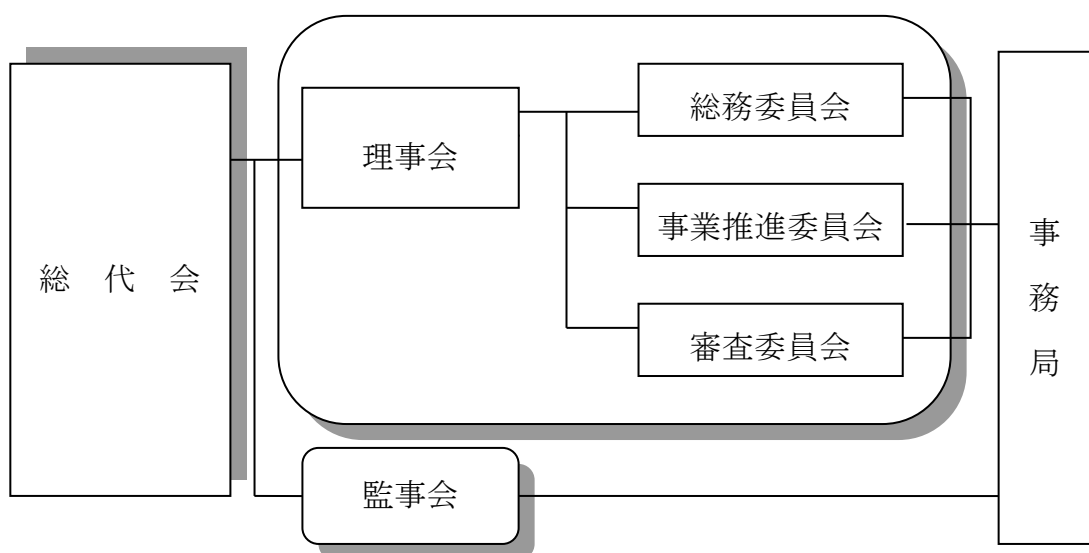 総代会
理事会
総務委員会
事業推進委員会
審査委員会
監事会
事務局